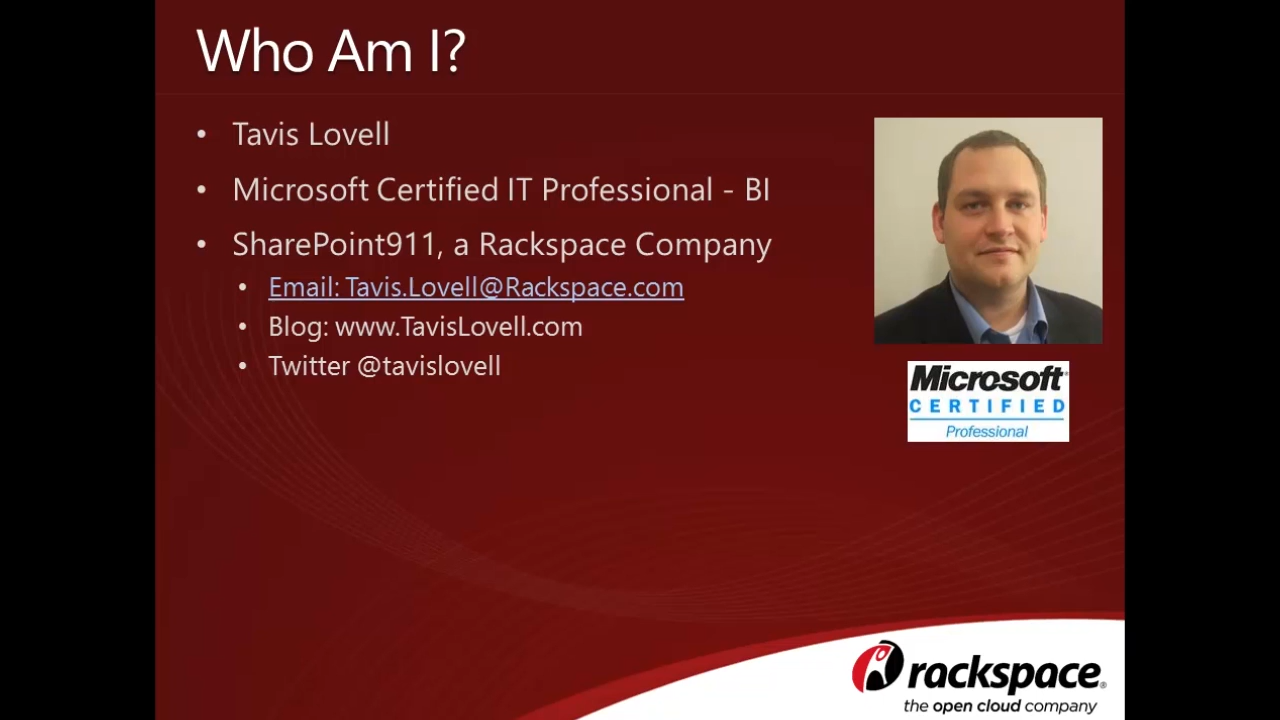 Who Am I?
• Tavis Lovell
• Microsoft Certified IT Professional - BI
• SharePoint911, a Rackspace Company
• Email: Tavis.Lovell@Rackspace.com
• Blog: www.TavisLovell.com
• Twitter @tavislovell
Microsoft®
CERTIFIED
Professional
rackspace®
the open cloud company